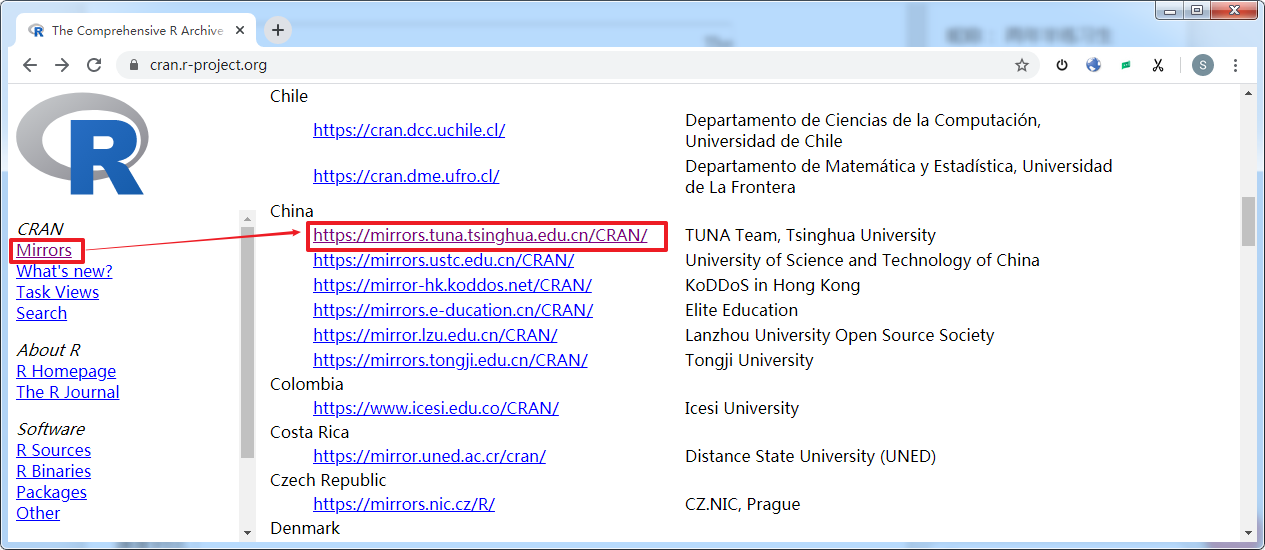 The Comprehensive R Archive
cran.r-project.org
S
R
CRAN
Mirrors
What's new?
Task Views
Search
About R
R Homepage
The R Journal
Software
R Sources
R Binaries
Packages
Other
Chile
https://cran.dcc.uchile.cl/ Departamento de Ciencias de la Computación,
Universidad de Chile
https://cran.dme.ufro.cl/ Departamento de Matemática y Estadística, Universidad
de La Frontera
China
https://mirrors.tuna.tsinghua.edu.cn/CRAN/ TUNA Team, Tsinghua University
https://mirrors.ustc.edu.cn/CRAN/ University of Science and Technology of China
https://mirror-hk.koddos.net/CRAN/ KoDDoS in Hong Kong
https://mirrors.e-ducation.cn/CRAN/ Elite Education
https://mirror.lzu.edu.cn/CRAN/ Lanzhou University Open Source Society
https://mirrors.tongji.edu.cn/CRAN/ Tongji University
Colombia
https://www.icesi.edu.co/CRAN/ Icesi University
Costa Rica
https://mirror.uned.ac.cr/cran/ Distance State University (UNED)
Czech Republic
https://mirrors.nic.cz/R/ CZ.NIC, Prague
Denmark